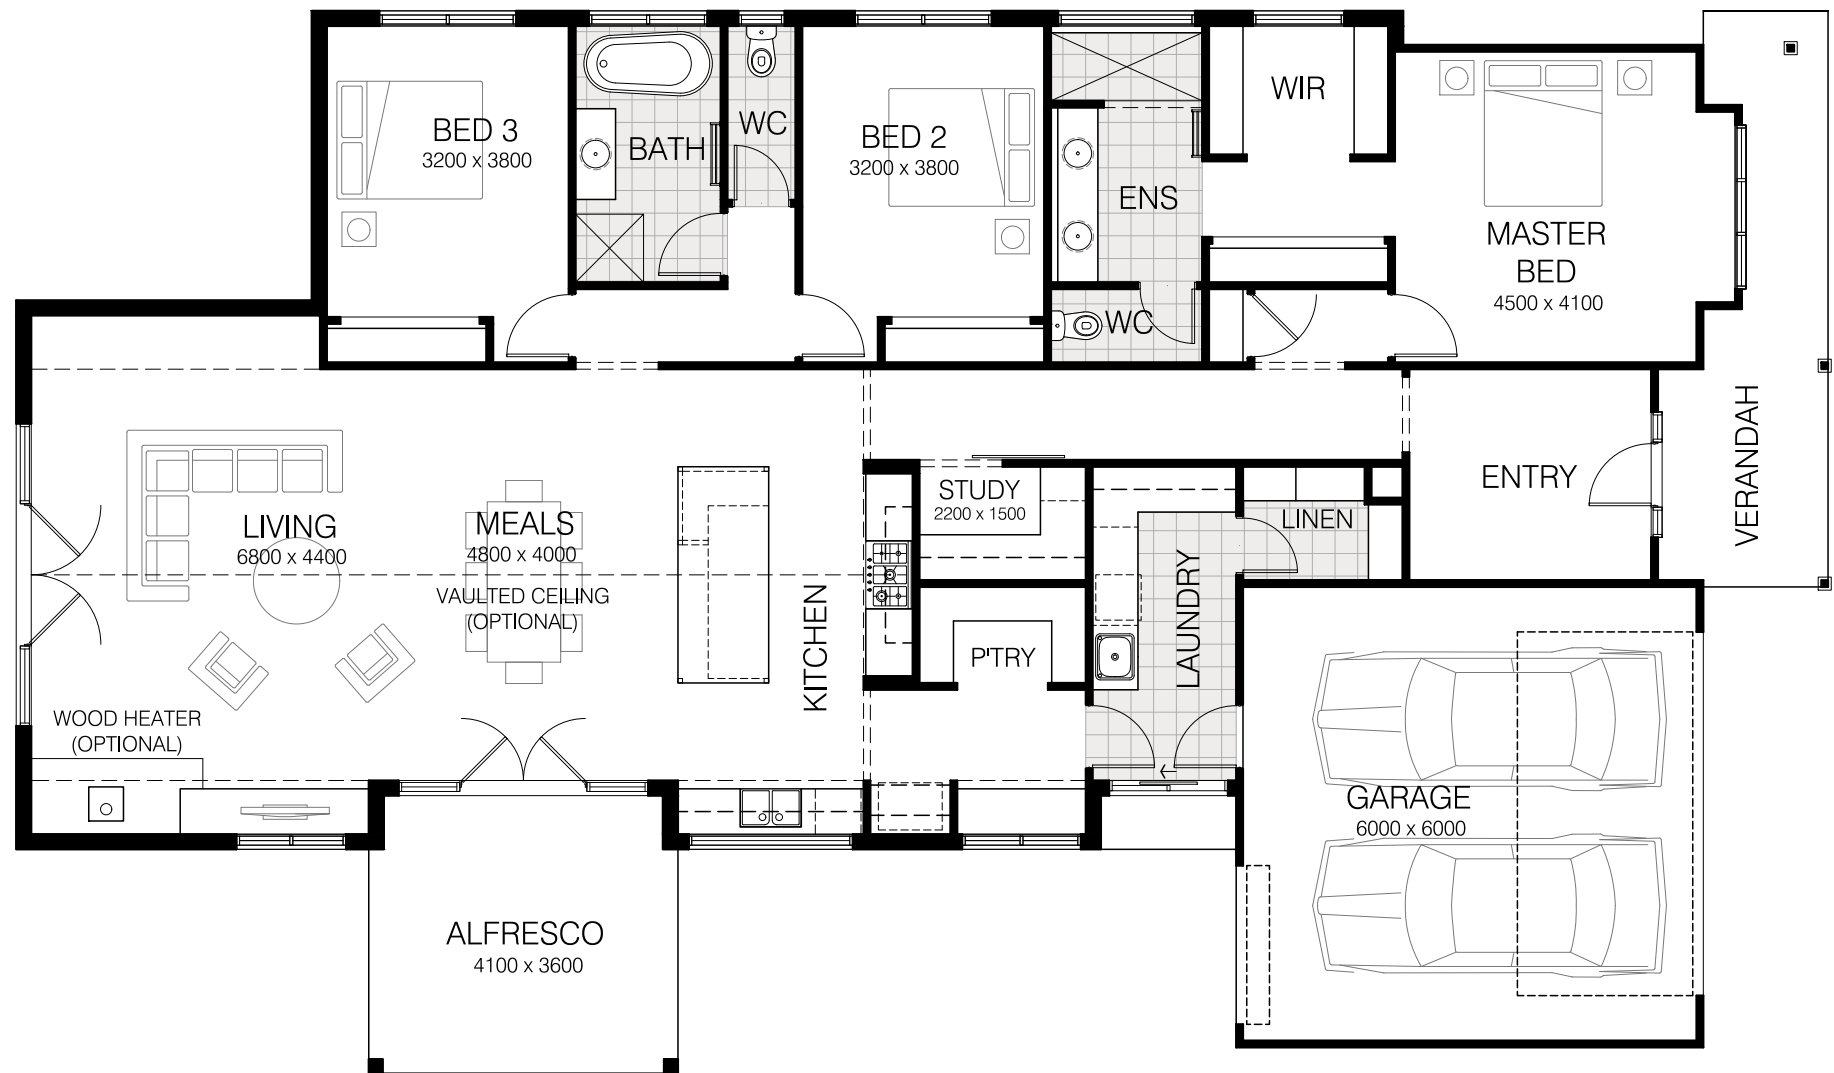 BED 3
3200 x 3800
BATH
WC
BED 2
3200 x 3800
ENS
WC
WIR
MASTER
BED
4500 x 4100
VERANDAH
ENTRY
LIVING
6800 x 4400
MEALS
4800 x 4000
VAULTED CEILING
(OPTIONAL)
KITCHEN
STUDY
2200 x 1500
P'TRY
LAUNDRY
LINEN
WOOD HEATER
(OPTIONAL)
GARAGE
6000 x 6000
ALFRESCO
4100 x 3600